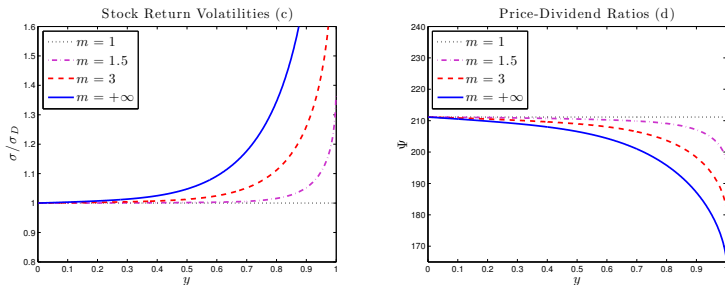 Stock Return Volatilities (c)
1.6
1.5
1.4
1.3
1.2
1.1
1
0.9
0.8
σ/σ_D
m = 1
m = 1.5
m = 3
m = +∞
0 0.1 0.2 0.3 0.4 0.5 0.6 0.7 0.8 0.9 1
y
Price-Dividend Ratios (d)
240
230
220
210
200
190
180
170
Ψ
m = 1
m = 1.5
m = 3
m = +∞
0 0.1 0.2 0.3 0.4 0.5 0.6 0.7 0.8 0.9 1
y